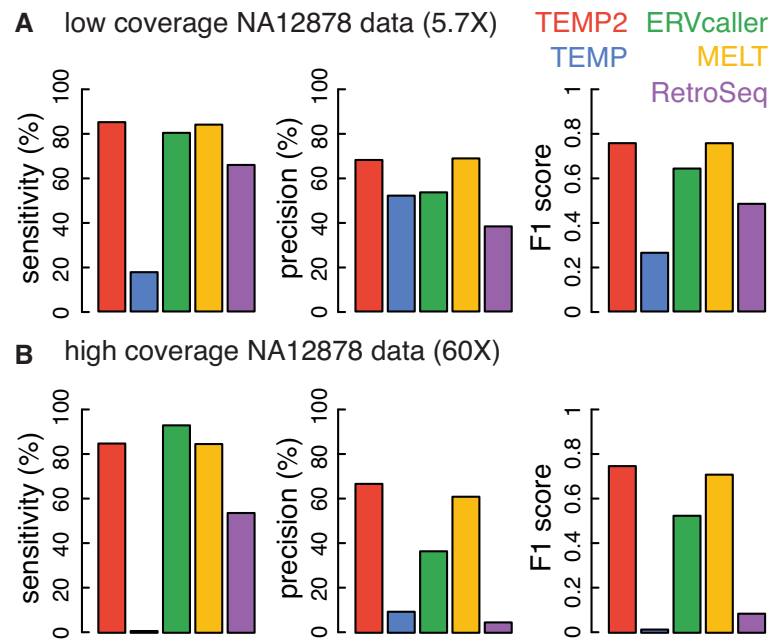 A low coverage NA12878 data (5.7X)
TEMP2 ERVcaller
TEMP MELT
RetroSeq
sensitivity (%)
0 20 40 60 80 100
precision (%)
0 20 40 60 80 100
F1 score
0 0.2 0.4 0.6 0.8 1
B high coverage NA12878 data (60X)
sensitivity (%)
0 20 40 60 80 100
precision (%)
0 20 40 60 80 100
F1 score
0 0.2 0.4 0.6 0.8 1